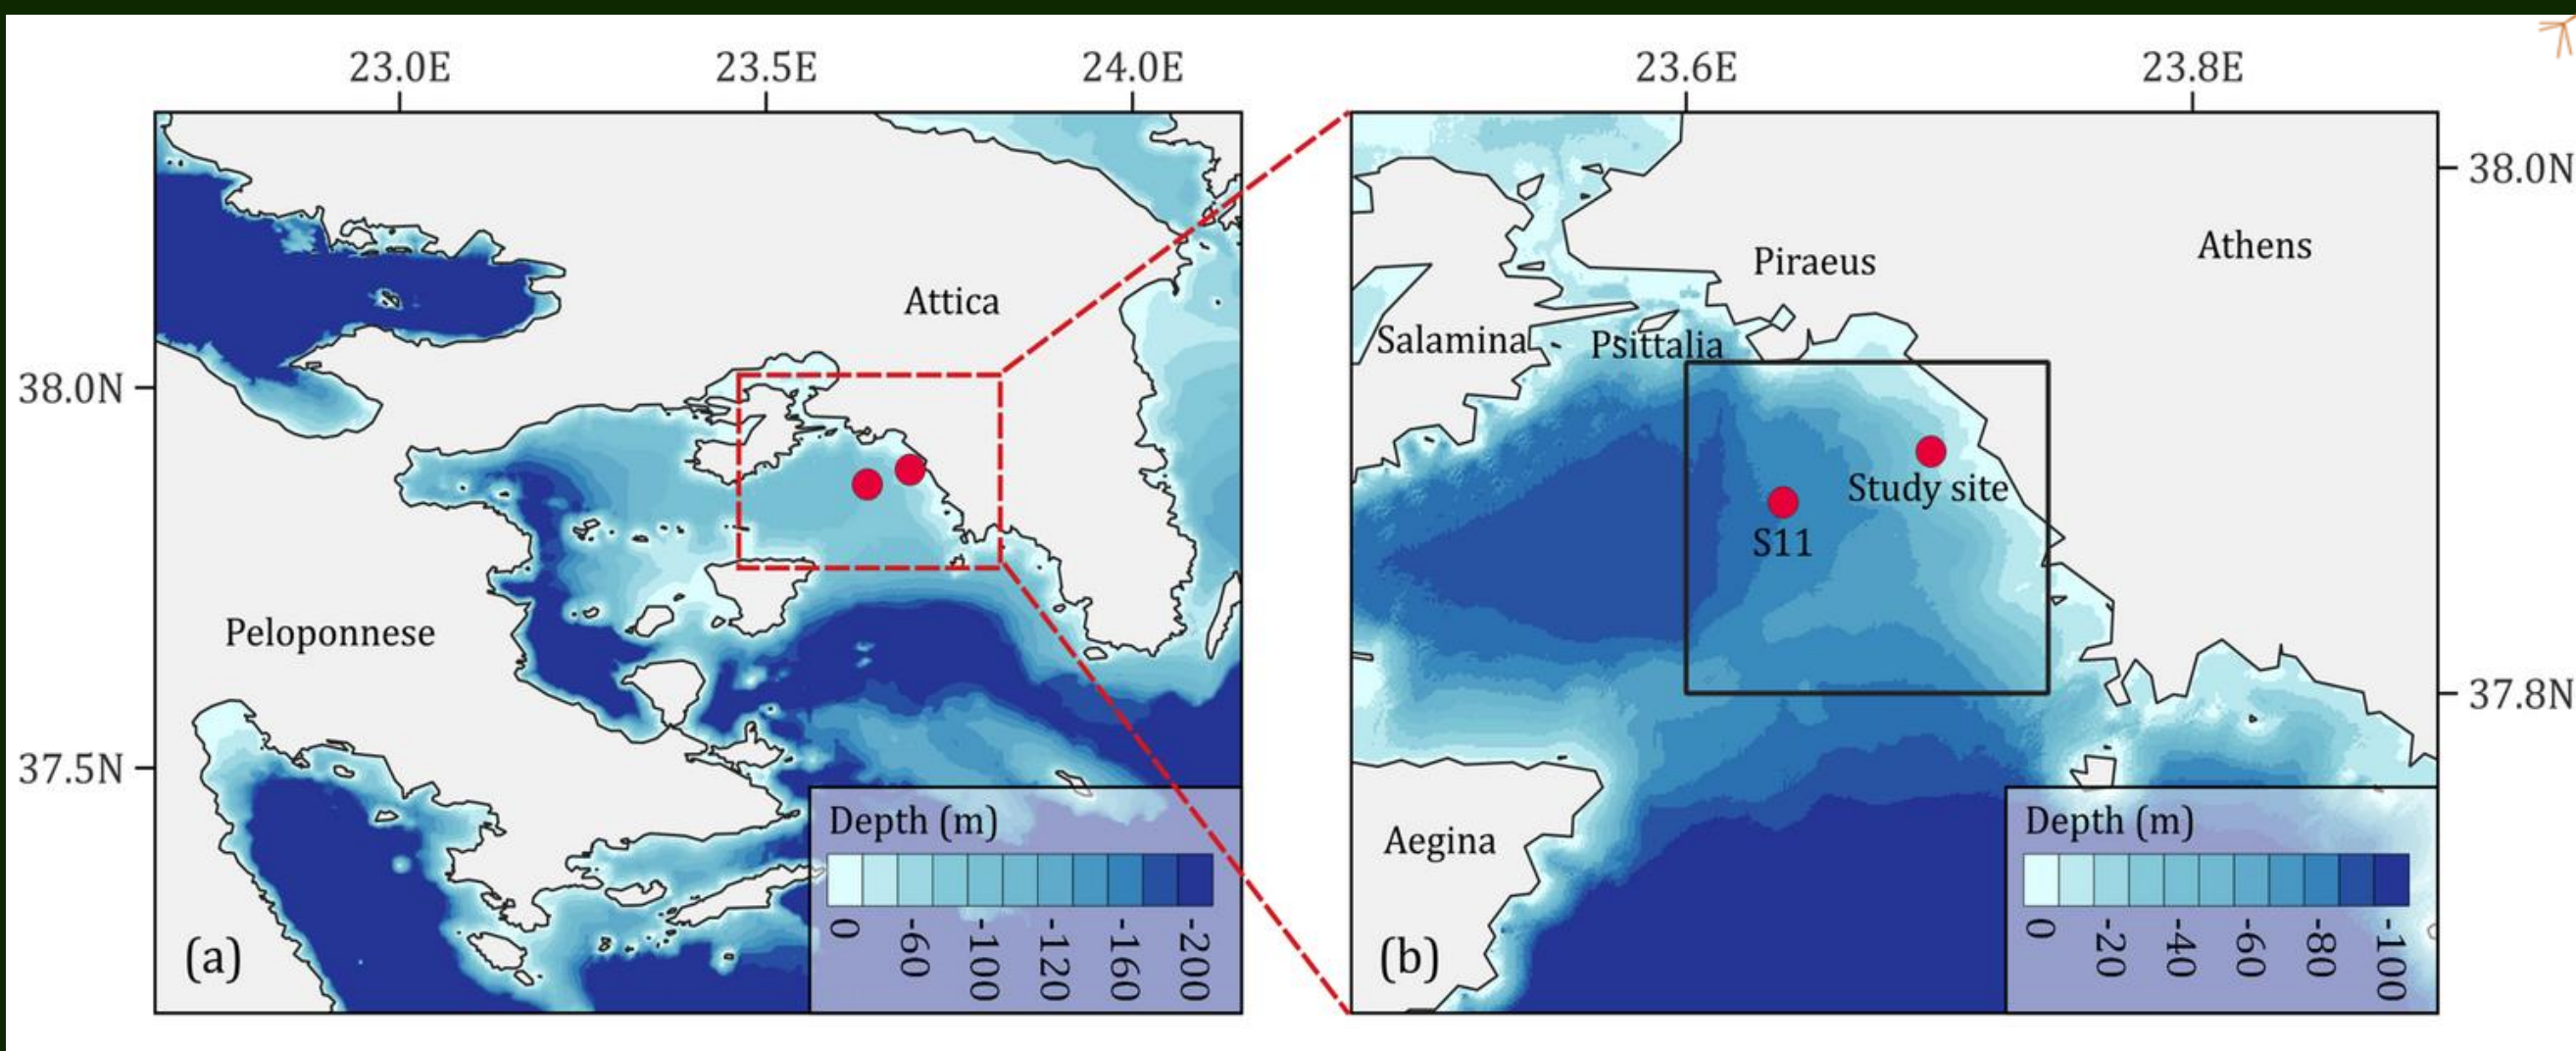 23.0E 23.5E 24.0E
38.0N
37.5N
Attica
Peloponnese
Depth (m)
0 -60 -100 -120 -160 -200
(a)
23.6E 23.8E
38.0N
37.8N
Piraeus
Athens
Salamina
Psittalia
Study site
S11
Aegina
Depth (m)
0 -20 -40 -60 -80 -100
(b)